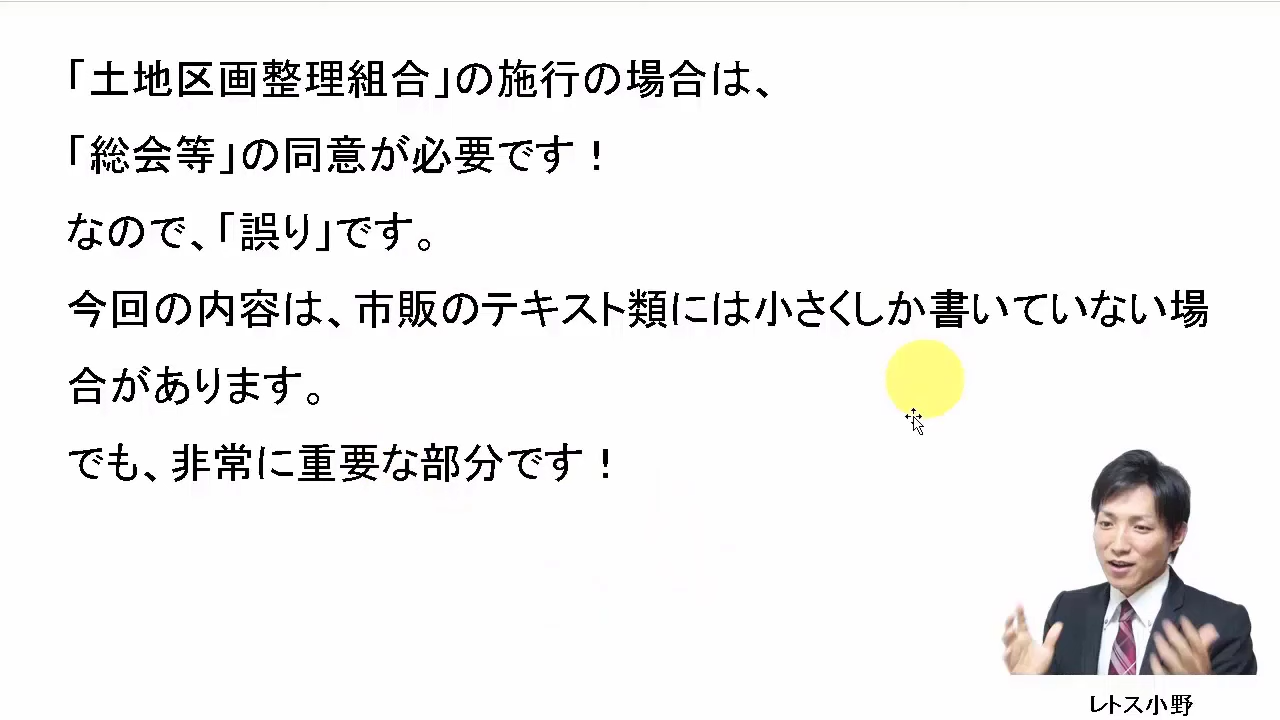 「土地区画整理組合」の施行の場合は、
「総会等」の同意が必要です！
なので、「誤り」です。
今回の内容は、市販のテキスト類には小さくしか書いていない場
合があります。
でも、非常に重要な部分です！
レトス小野